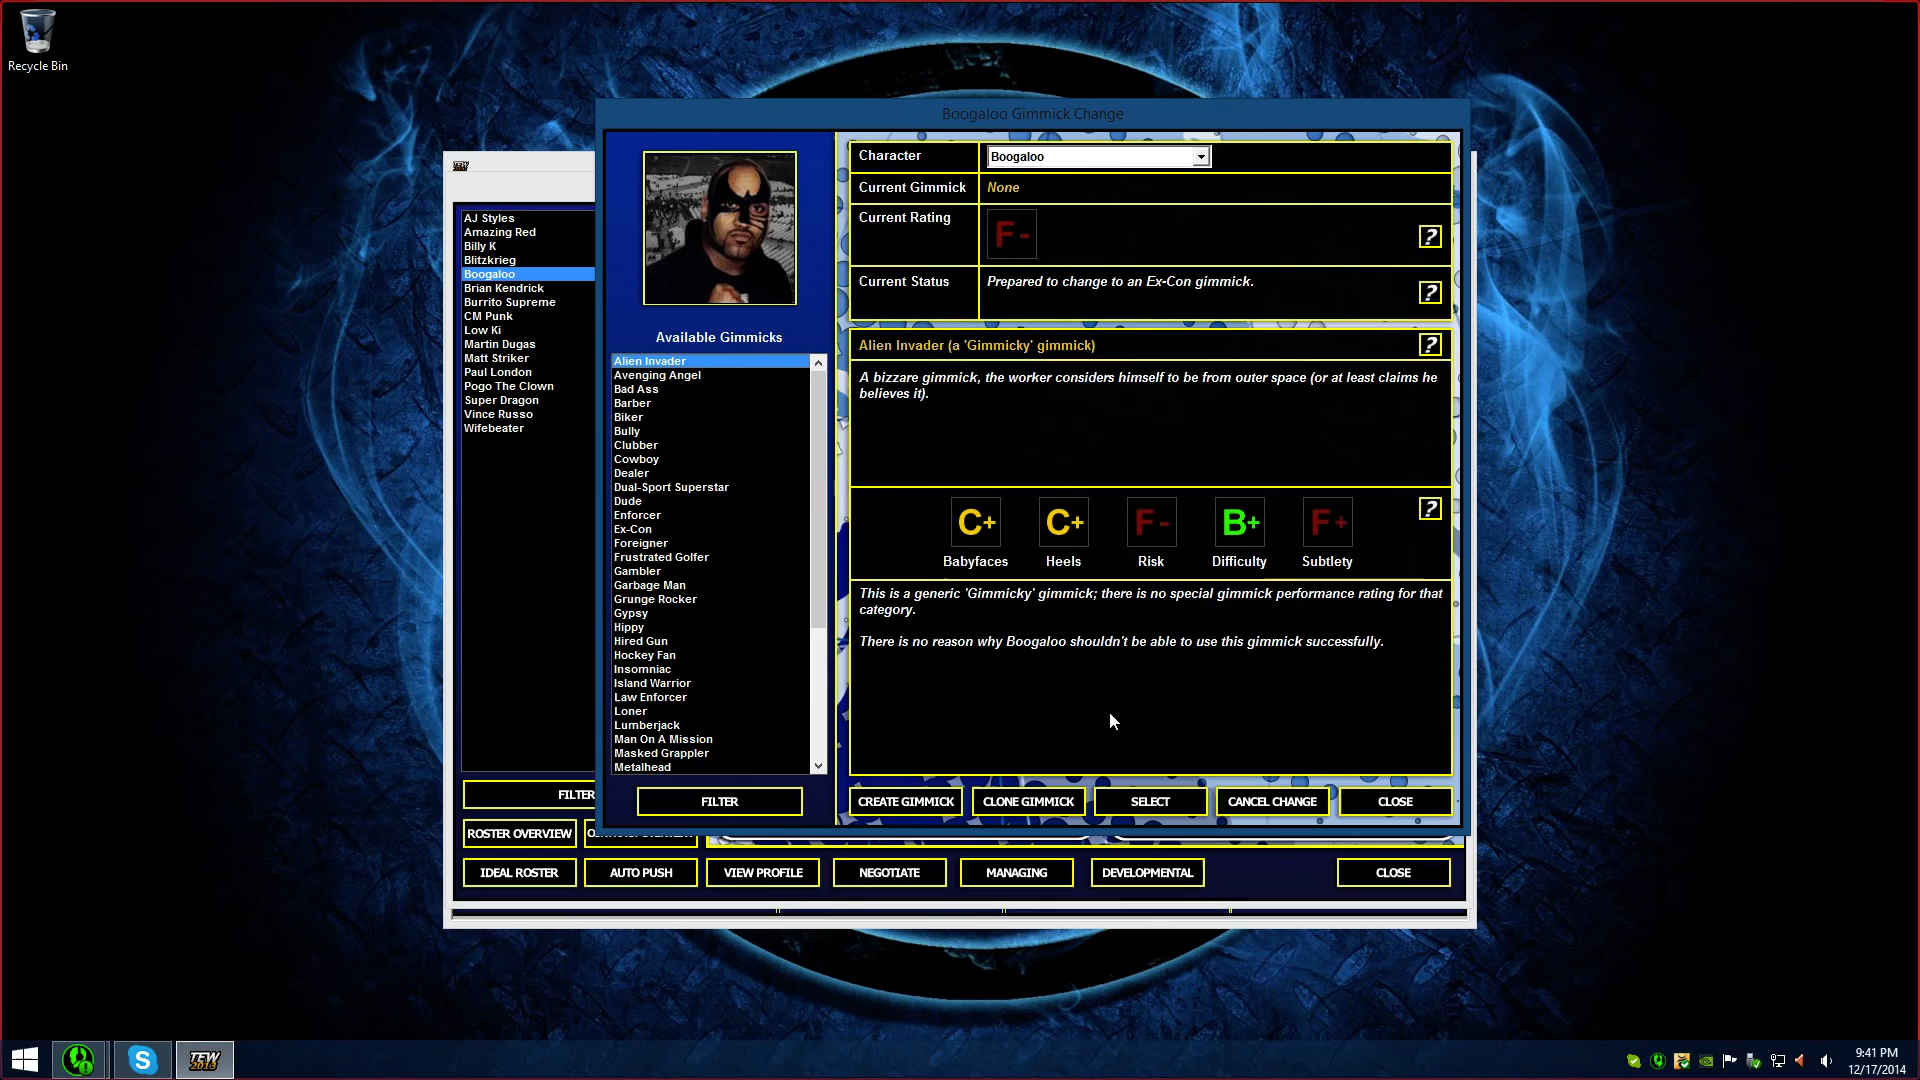 Recycle Bin
Boogaloo Gimmick Change
AJ Styles
Amazing Red
Billy K
Blitzkrieg
Boogaloo
Brian Kendrick
Burrito Supreme
CM Punk
Low Ki
Martin Dugas
Matt Striker
Paul London
Pogo The Clown
Super Dragon
Vince Russo
Wifebeater
Available Gimmicks
Alien Invader
Avenging Angel
Bad Ass
Barber
Biker
Bully
Clubber
Cowboy
Dealer
Dual-Sport Superstar
Dude
Enforcer
Ex-Con
Foreigner
Frustrated Golfer
Gambler
Garbage Man
Grunge Rocker
Gypsy
Hippy
Hired Gun
Hockey Fan
Insomniac
Island Warrior
Law Enforcer
Loner
Lumberjack
Man On A Mission
Masked Grappler
Metalhead
FILTER
Character Boogaloo
Current Gimmick None
Current Rating F- ?
Current Status Prepared to change to an Ex-Con gimmick. ?
Alien Invader (a 'Gimmicky' gimmick) ?
A bizzare gimmick, the worker considers himself to be from outer space (or at least claims he
believes it).
C+ C+ F- B+ F+ ?
Babyfaces Heels Risk Difficulty Subtlety
This is a generic 'Gimmicky' gimmick; there is no special gimmick performance rating for that
category.
There is no reason why Boogaloo shouldn't be able to use this gimmick successfully.
CREATE GIMMICK CLONE GIMMICK SELECT CANCEL CHANGE CLOSE
FILTER
ROSTER OVERVIEW
IDEAL ROSTER AUTO PUSH VIEW PROFILE NEGOTIATE MANAGING DEVELOPMENTAL CLOSE
TEW
2013
9:41 PM
12/17/2014